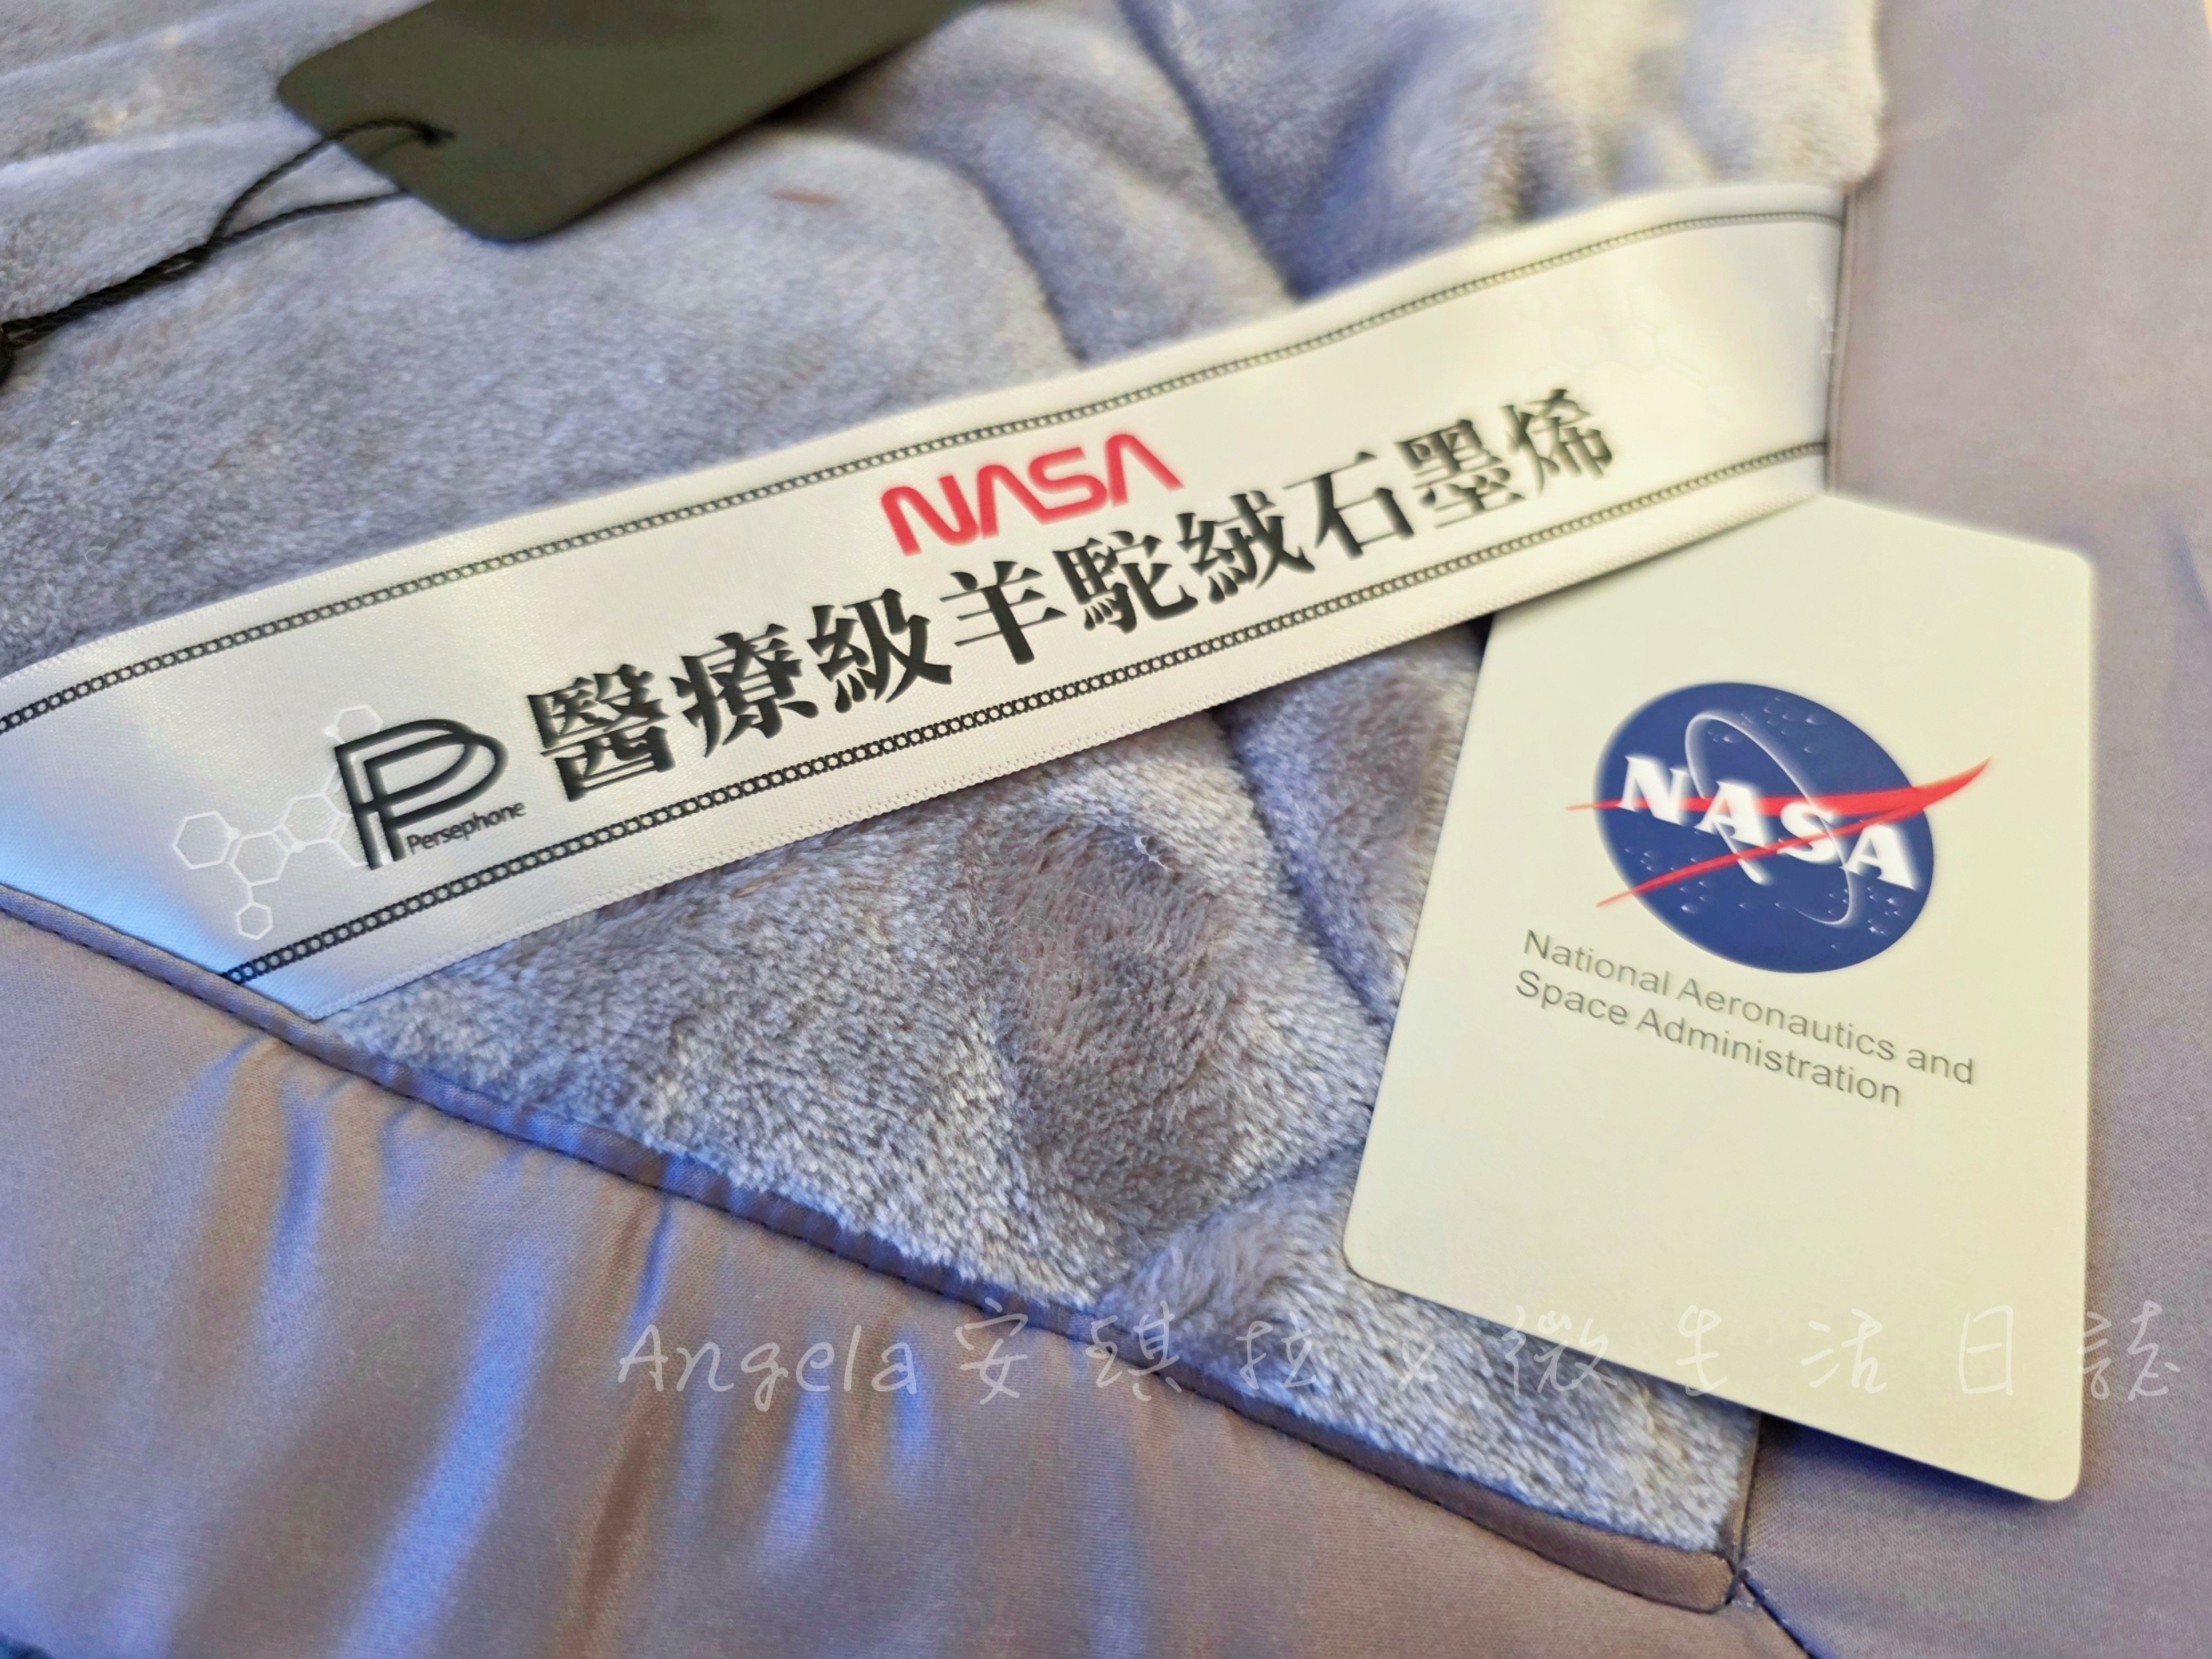 NASA
醫療級羊駝絨石墨烯
PP
Persephone
NASA
National Aeronautics and
Space Administration
Angela安琪拉 x 微生活日誌